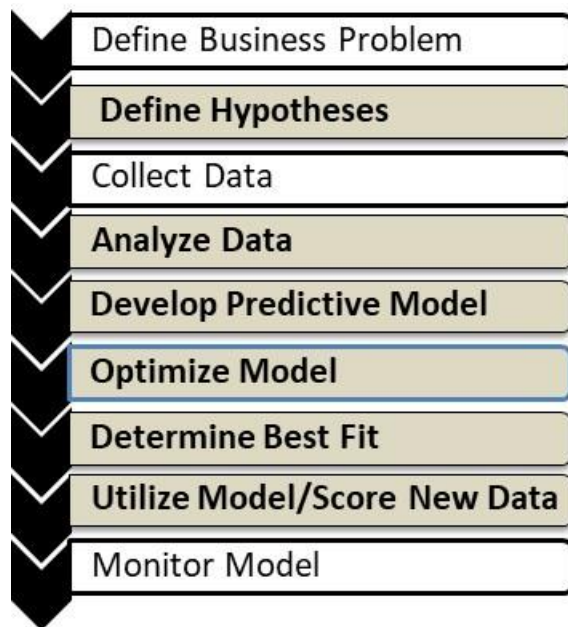 Define Business Problem
Define Hypotheses
Collect Data
Analyze Data
Develop Predictive Model
Optimize Model
Determine Best Fit
Utilize Model/Score New Data
Monitor Model